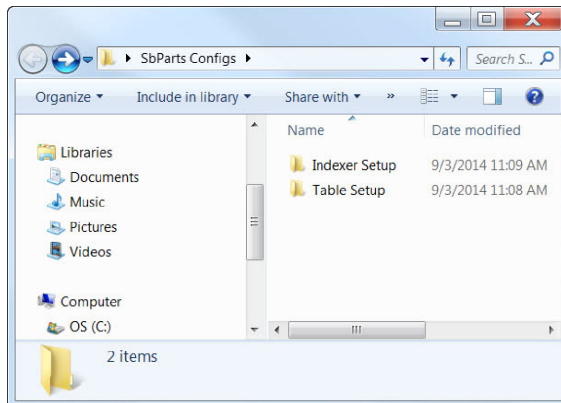 SbParts Configs
Search S...
Organize Include in library Share with »
Name Date modified
Libraries
Documents
Music
Pictures
Videos
Computer
OS (C:)
Indexer Setup 9/3/2014 11:09 AM
Table Setup 9/3/2014 11:08 AM
2 items